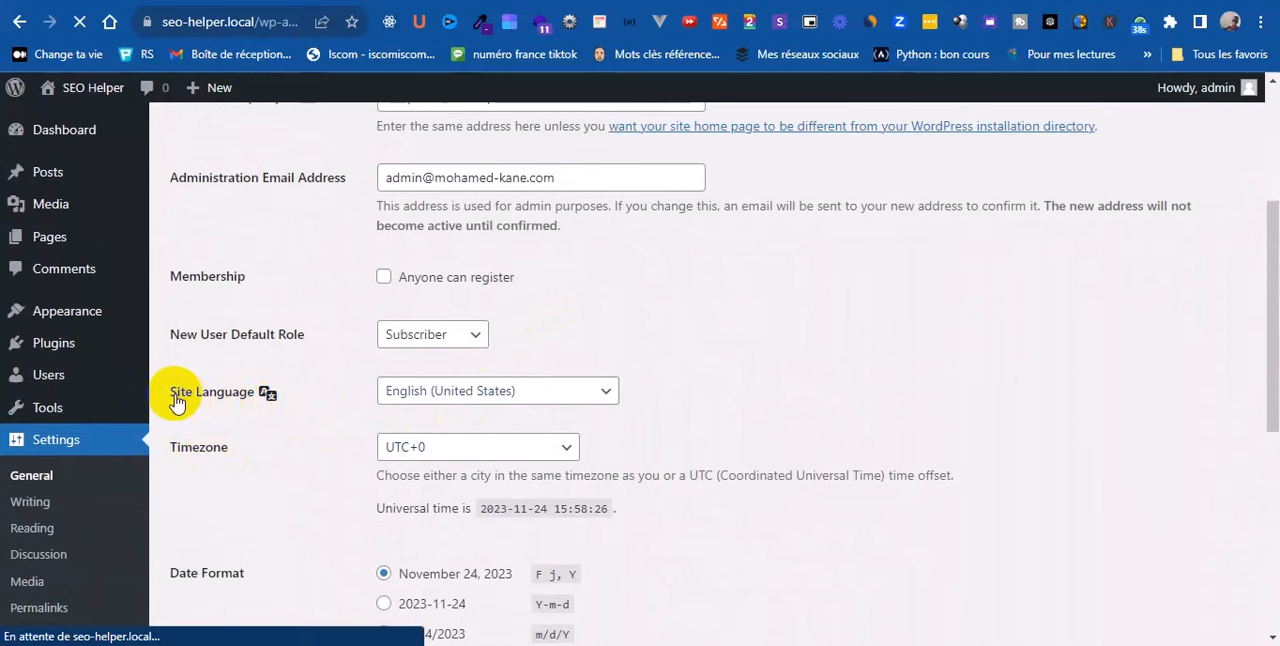 seo-helper.local/wp-a...
11
2
38s
Change ta vie
RS
Boîte de réception...
Iscom — iscomiscom...
numéro france tiktok
Mots clès référence...
Mes réseaux sociaux
Python : bon cours
Pour mes lectures
»
Tous les favoris
SEO Helper
0
New
Howdy, admin
Dashboard
Posts
Media
Pages
Comments
Appearance
Plugins
Users
Tools
Settings
General
Writing
Reading
Discussion
Media
Permalinks
Enter the same address here unless you want your site home page to be different from your WordPress installation directory.
Administration Email Address
admin@mohamed-kane.com
This address is used for admin purposes. If you change this, an email will be sent to your new address to confirm it. The new address will not
become active until confirmed.
Membership
Anyone can register
New User Default Role
Subscriber
Site Language
English (United States)
Timezone
UTC+0
Choose either a city in the same timezone as you or a UTC (Coordinated Universal Time) time offset.
Universal time is 2023-11-24 15:58:26 .
Date Format
November 24, 2023 F j, Y
2023-11-24 Y-m-d
4/2023 m/d/Y
En attente de seo-helper.local...